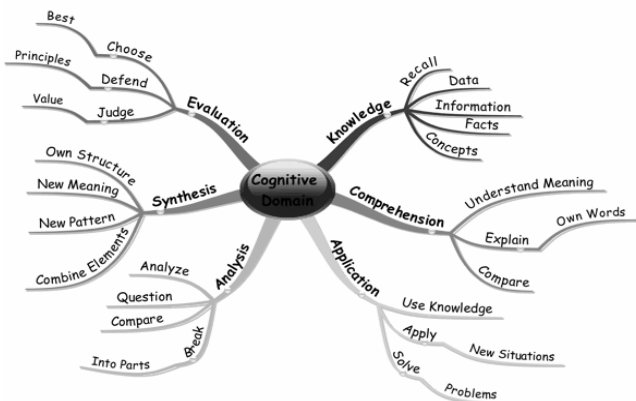 Cognitive
Domain
Knowledge
Recall
Data
Information
Facts
Concepts
Comprehension
Understand Meaning
Explain
Own Words
Compare
Application
Use Knowledge
Apply
New Situations
Solve
Problems
Analysis
Analyze
Question
Compare
Break
Into Parts
Synthesis
Own Structure
New Meaning
New Pattern
Combine Elements
Evaluation
Choose
Best
Defend
Principles
Judge
Value